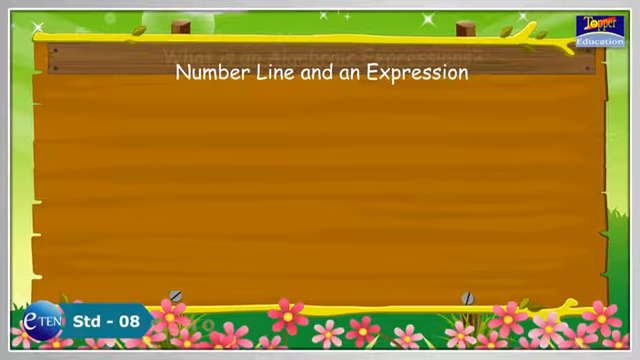 Topper
Education
Number Line and an Expression
eTEN
Std - 08